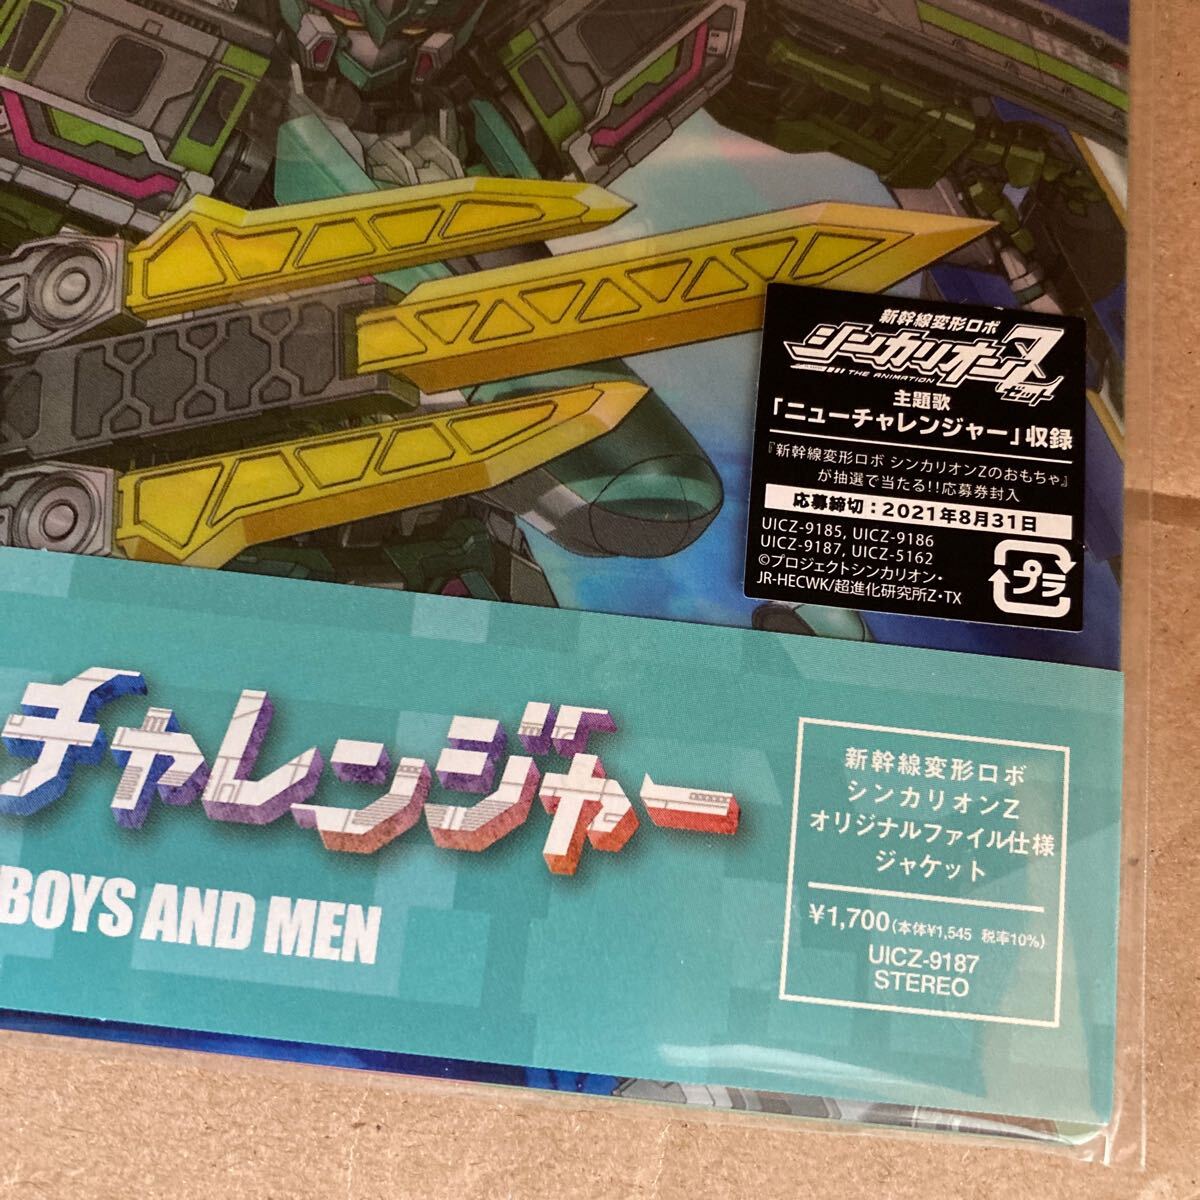 新幹線変形ロボ
シンカリオンZ
ゼット
THE ANIMATION
主題歌
「ニューチャレンジャー」収録
『新幹線変形ロボ シンカリオンZのおもちゃ』
が抽選で当たる!!応募券封入
応募締切：2021年8月31日
UICZ-9185, UICZ-9186
UICZ-9187, UICZ-5162
©プロジェクトシンカリオン・
JR-HECWK/超進化研究所Z・TX
プラ
チャレンジャー
BOYS AND MEN
新幹線変形ロボ
シンカリオンZ
オリジナルファイル仕様
ジャケット
¥1,700(本体¥1,545 税率10%)
UICZ-9187
STEREO